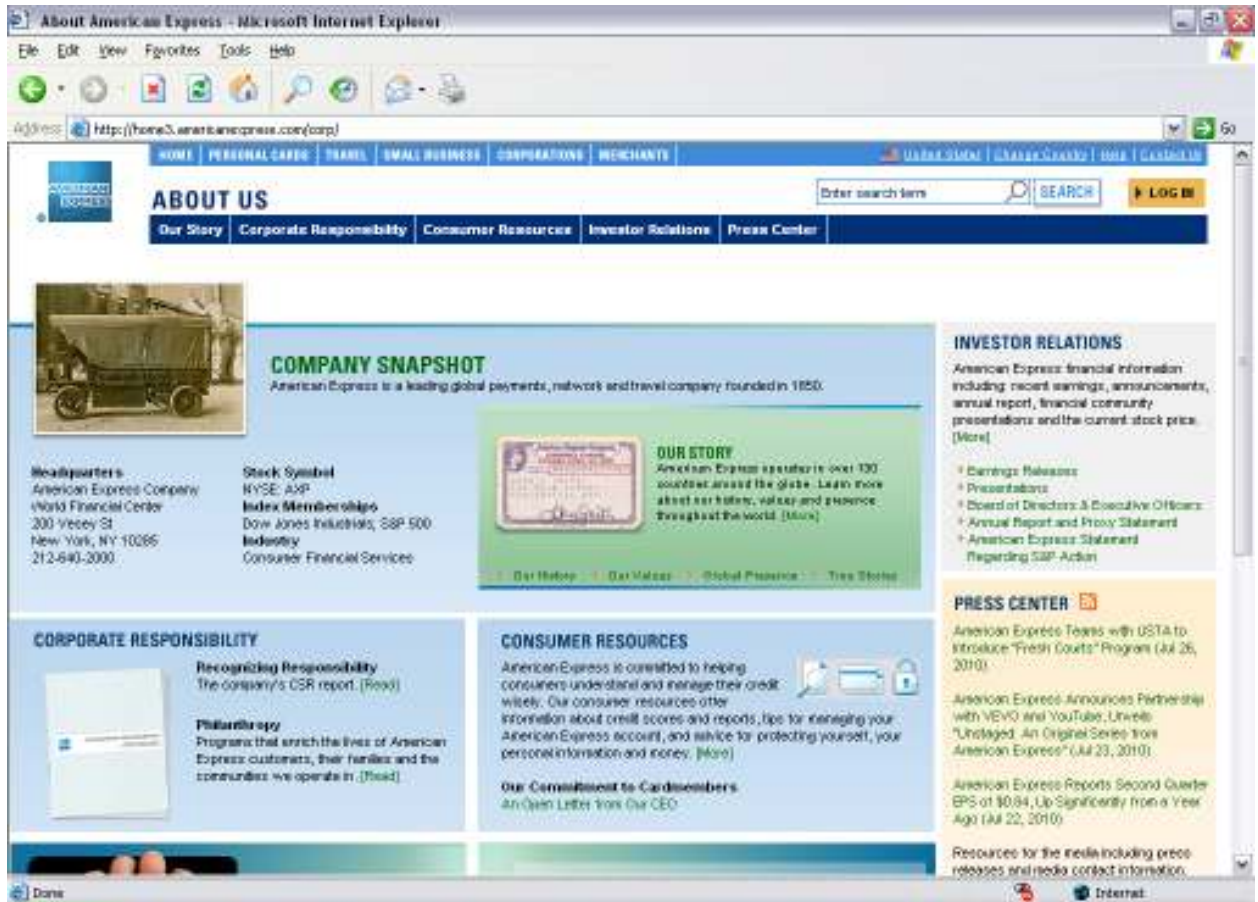 About American Express - Microsoft Internet Explorer
File Edit View Favorites Tools Help
Address http://home3.americanexpress.com/corp/ Go
HOME PERSONAL CARDS TRAVEL SMALL BUSINESS CORPORATIONS MERCHANTS United States | Change Country | Help | Contact Us
AMERICAN EXPRESS
ABOUT US
Enter search term SEARCH LOG IN
Our Story Corporate Responsibility Consumer Resources Investor Relations Press Center
COMPANY SNAPSHOT
American Express is a leading global payments, network and travel company founded in 1850.
Headquarters
American Express Company
World Financial Center
200 Vesey St
New York, NY 10285
212-640-2000
Stock Symbol
NYSE: AXP
Index Memberships
Dow Jones Industrials; S&P 500
Industry
Consumer Financial Services
OUR STORY
American Express operates in over 130
countries around the globe. Learn more
about our history, values and presence
throughout the world. [More]
Our History Our Values Global Presence True Stories
CORPORATE RESPONSIBILITY
Recognizing Responsibility
The company's CSR report. [Read]
Philanthropy
Programs that enrich the lives of American
Express customers, their families and the
communities we operate in. [Read]
CONSUMER RESOURCES
American Express is committed to helping
consumers understand and manage their credit
wisely. Our consumer resources offer
information about credit scores and reports, tips for managing your
American Express account, and advice for protecting yourself, your
personal information and money. [More]
Our Commitment to Cardmembers
An Open Letter from Our CEO
INVESTOR RELATIONS
American Express financial information
including: recent earnings, announcements,
annual report, financial community
presentations and the current stock price.
[More]
Earnings Releases
Presentations
Board of Directors & Executive Officers
Annual Report and Proxy Statement
American Express Statement
Regarding S&P Action
PRESS CENTER
American Express Teams with USTA to
Introduce "Fresh Courts" Program (Jul 26,
2010)
American Express Announces Partnership
with VEVO and YouTube; Unveils
"Unstaged: An Original Series from
American Express" (Jul 23, 2010)
American Express Reports Second Quarter
EPS of $0.84, Up Significantly from a Year
Ago (Jul 22, 2010)
Resources for the media including press
releases and media contact information.
Done Internet